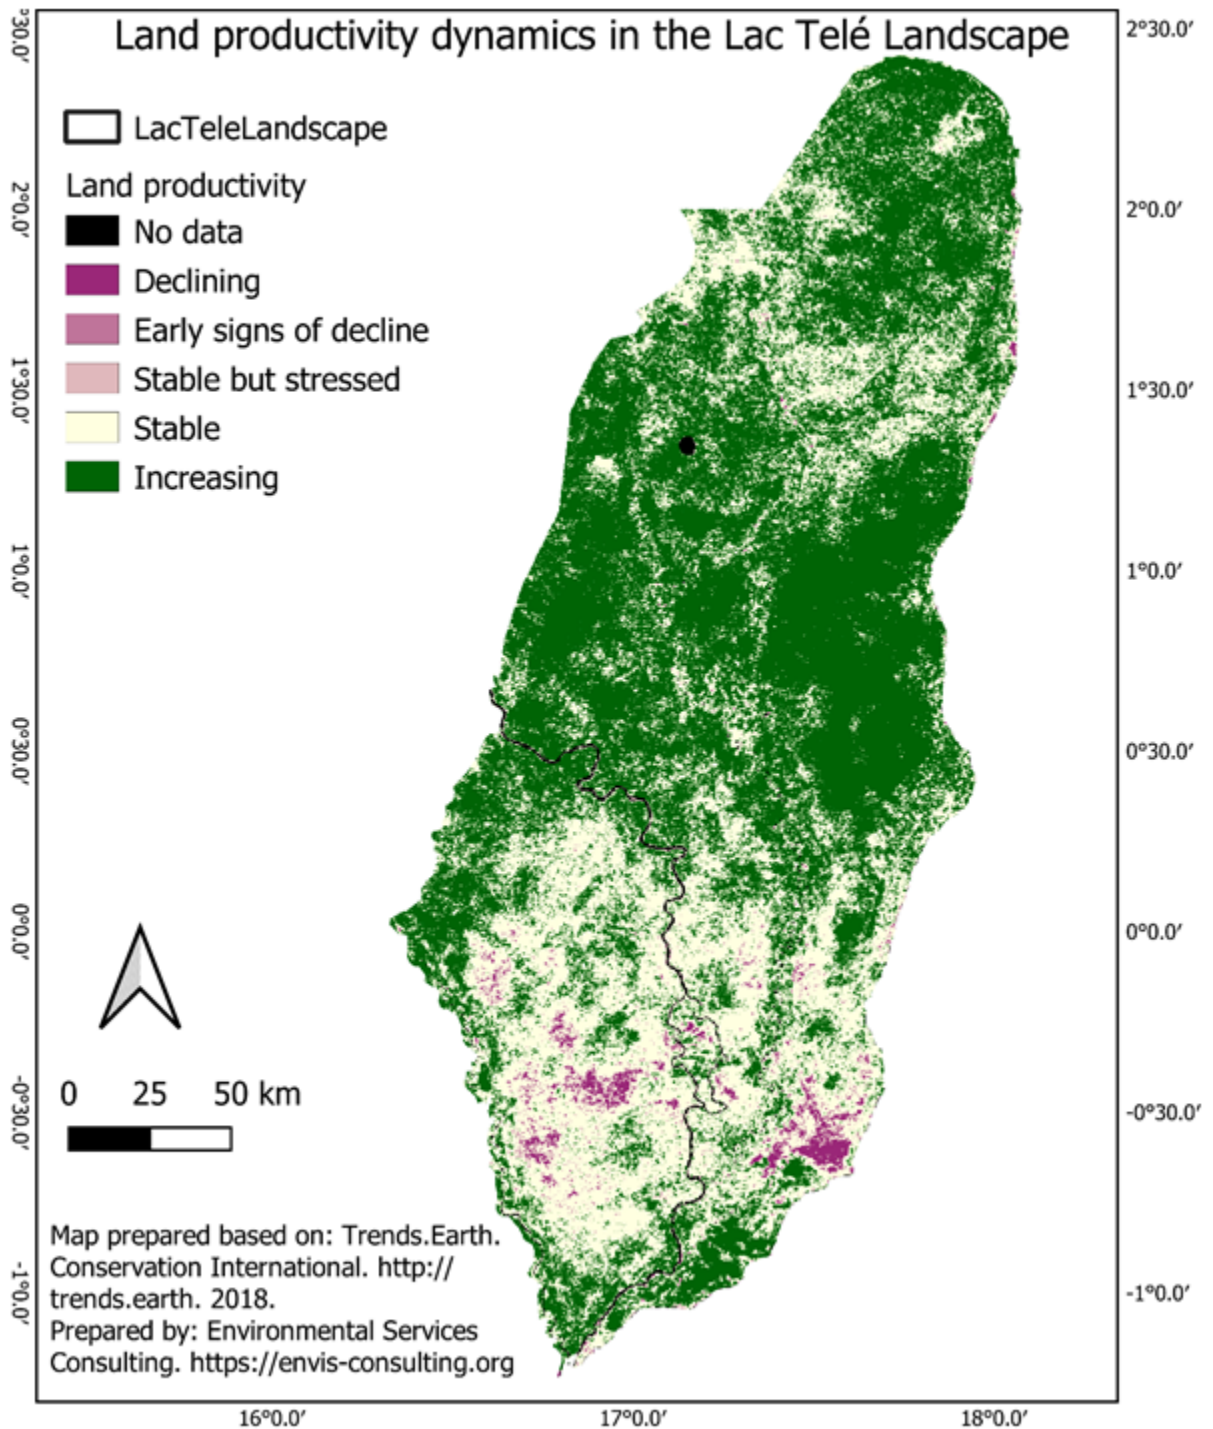 Land productivity dynamics in the Lac Telé Landscape
LacTeleLandscape
Land productivity
No data
Declining
Early signs of decline
Stable but stressed
Stable
Increasing
0 25 50 km
Map prepared based on: Trends.Earth.
Conservation International. http://
trends.earth. 2018.
Prepared by: Environmental Services
Consulting. https://envis-consulting.org
°30.0′
2°0.0′
1°30.0′
1°0.0′
0°30.0′
0°0.0′
-0°30.0′
-1°0.0′
2°30.0′
2°0.0′
1°30.0′
1°0.0′
0°30.0′
0°0.0′
-0°30.0′
-1°0.0′
16°0.0′ 17°0.0′ 18°0.0′